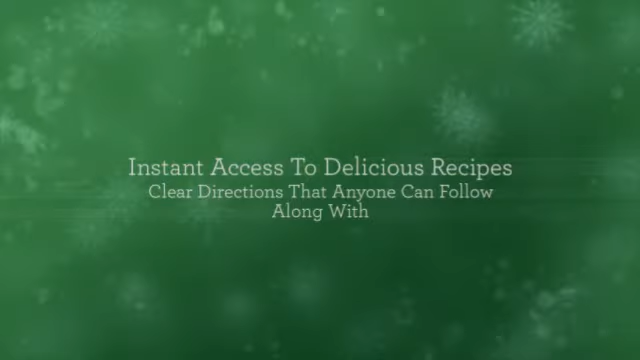 Instant Access To Delicious Recipes
Clear Directions That Anyone Can Follow
Along With